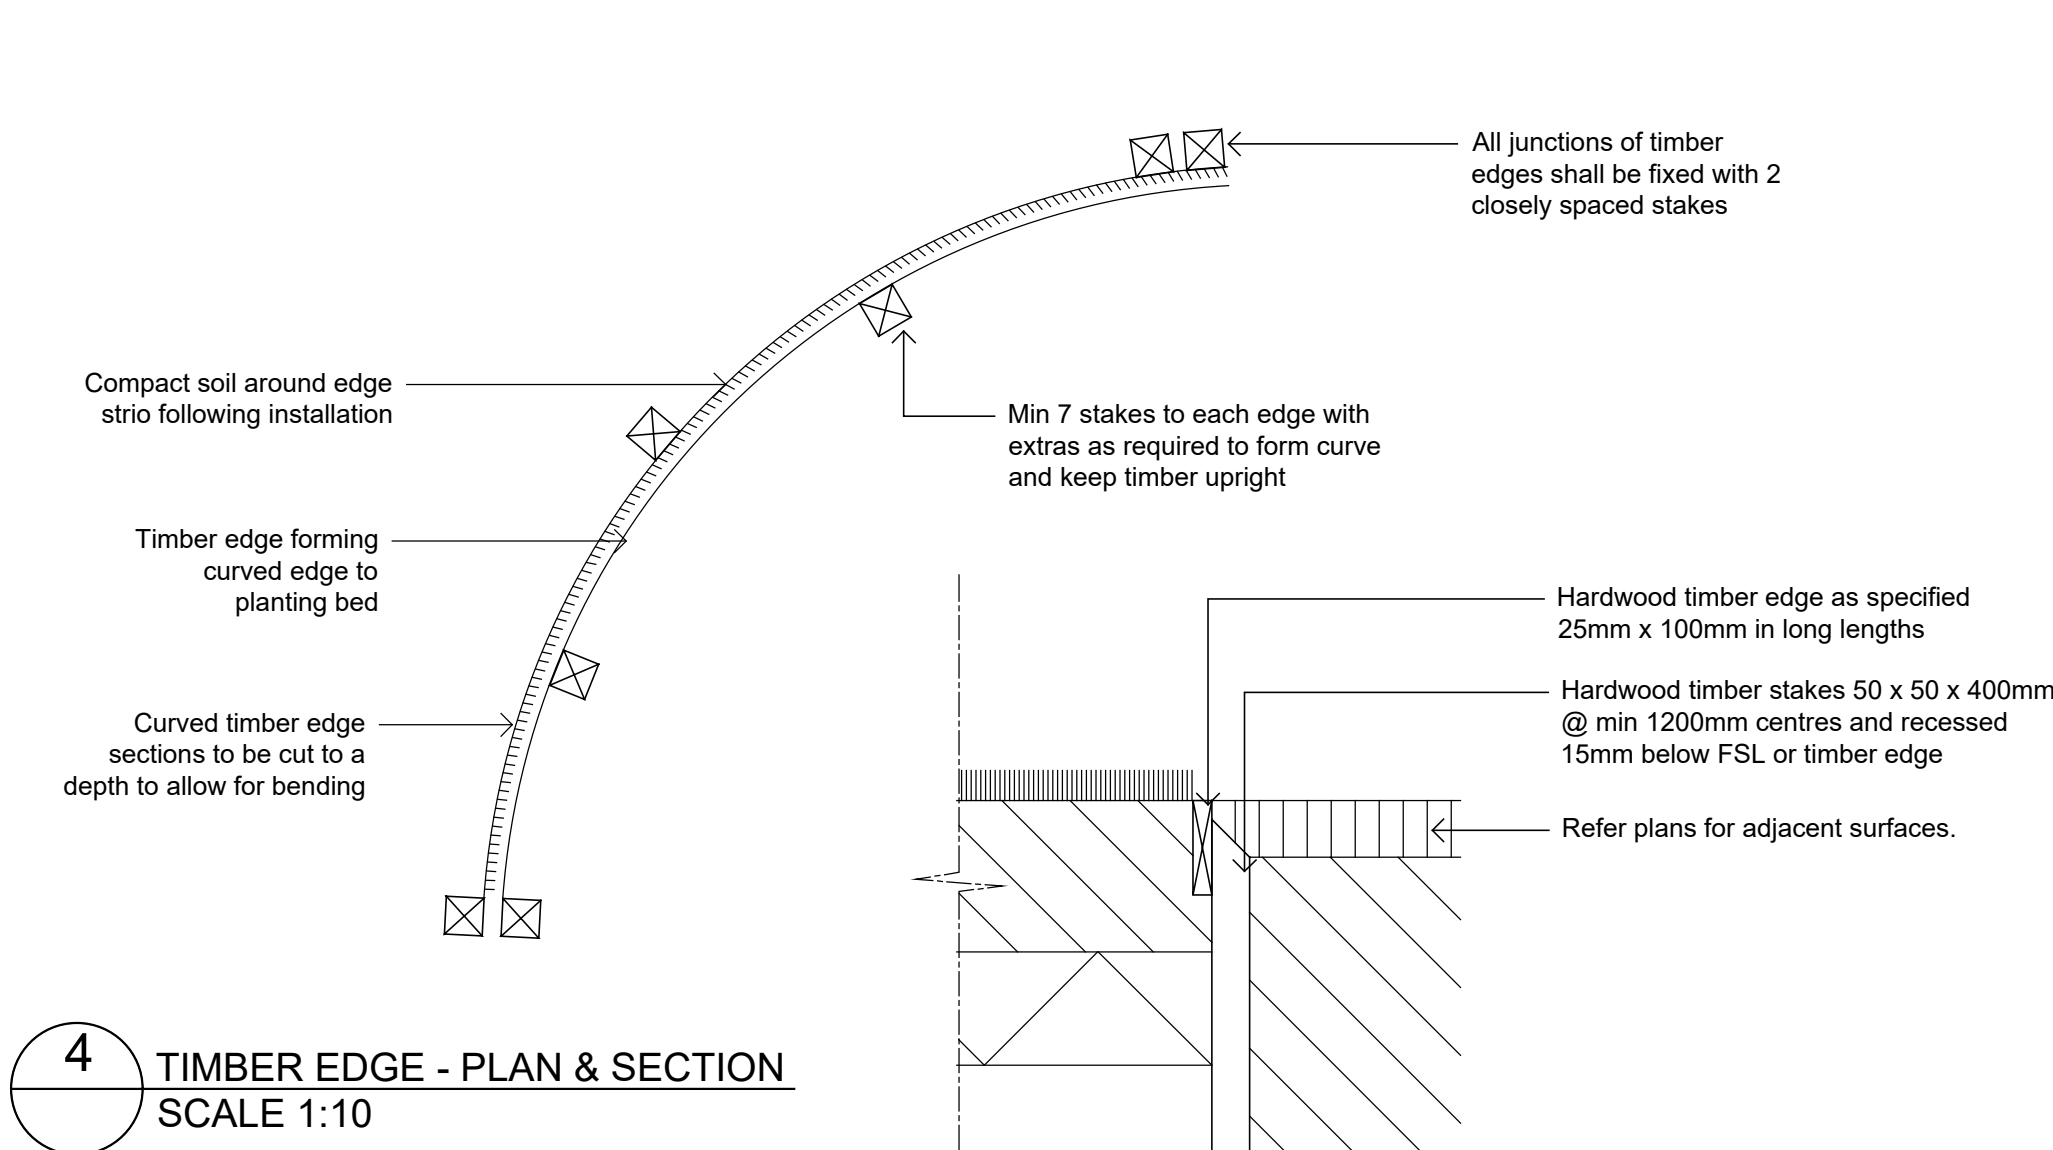 All junctions of timber
edges shall be fixed with 2
closely spaced stakes
Compact soil around edge
strio following installation
Min 7 stakes to each edge with
extras as required to form curve
and keep timber upright
Timber edge forming
curved edge to
planting bed
Hardwood timber edge as specified
25mm x 100mm in long lengths
Hardwood timber stakes 50 x 50 x 400mm
@ min 1200mm centres and recessed
15mm below FSL or timber edge
Curved timber edge
sections to be cut to a
depth to allow for bending
Refer plans for adjacent surfaces.
4
TIMBER EDGE - PLAN & SECTION
SCALE 1:10